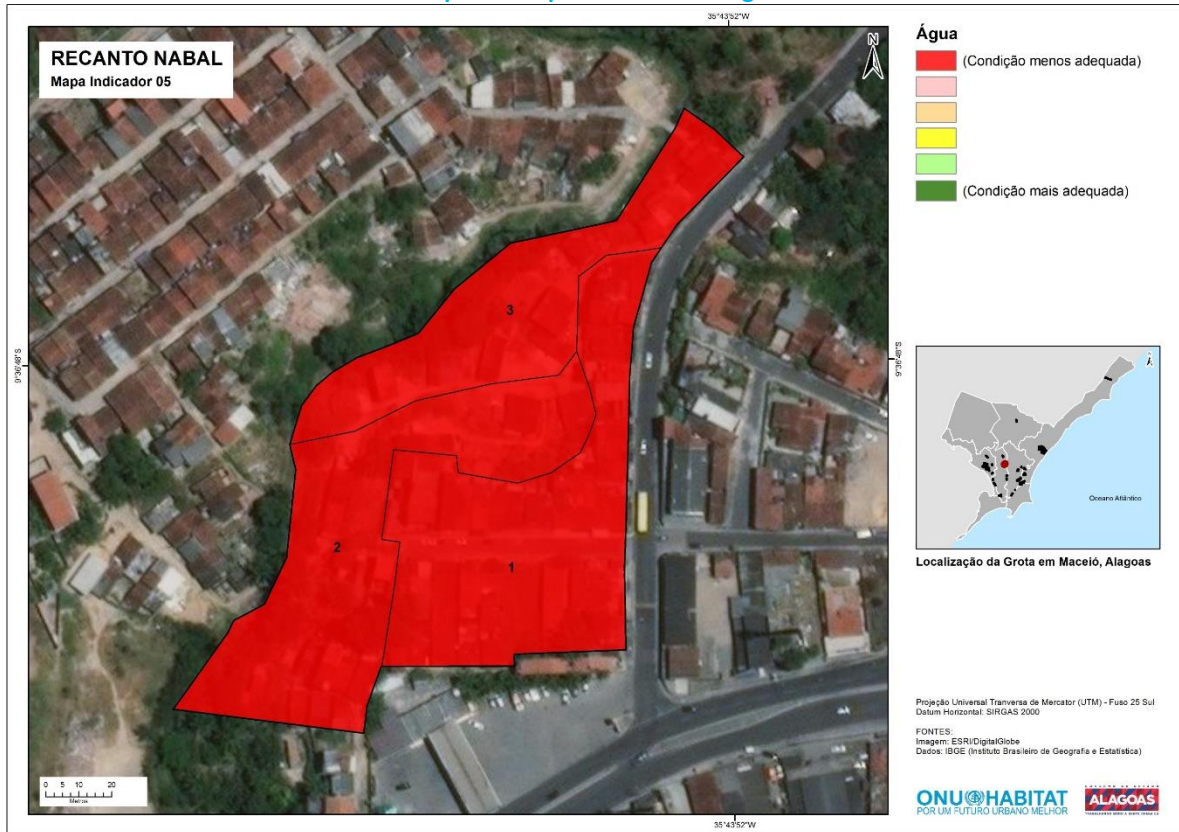 35°43'52"W
RECANTO NABAL
Mapa Indicador 05
N
Água
(Condição menos adequada)
(Condição mais adequada)
3
9°36'48"S
9°36'48"S
2
1
Oceano Atlântico
Localização da Grota em Maceió, Alagoas
Projeção Universal Tranversa de Mercator (UTM) - Fuso 25 Sul
Datum Horizontal: SIRGAS 2000
FONTES:
Imagem: ESRI/DigitalGlobe
Dados: IBGE (Instituto Brasileiro de Geografia e Estatística)
0 5 10 20
Metros
ONU HABITAT
POR UM FUTURO URBANO MELHOR
ALAGOAS
35°43'52"W